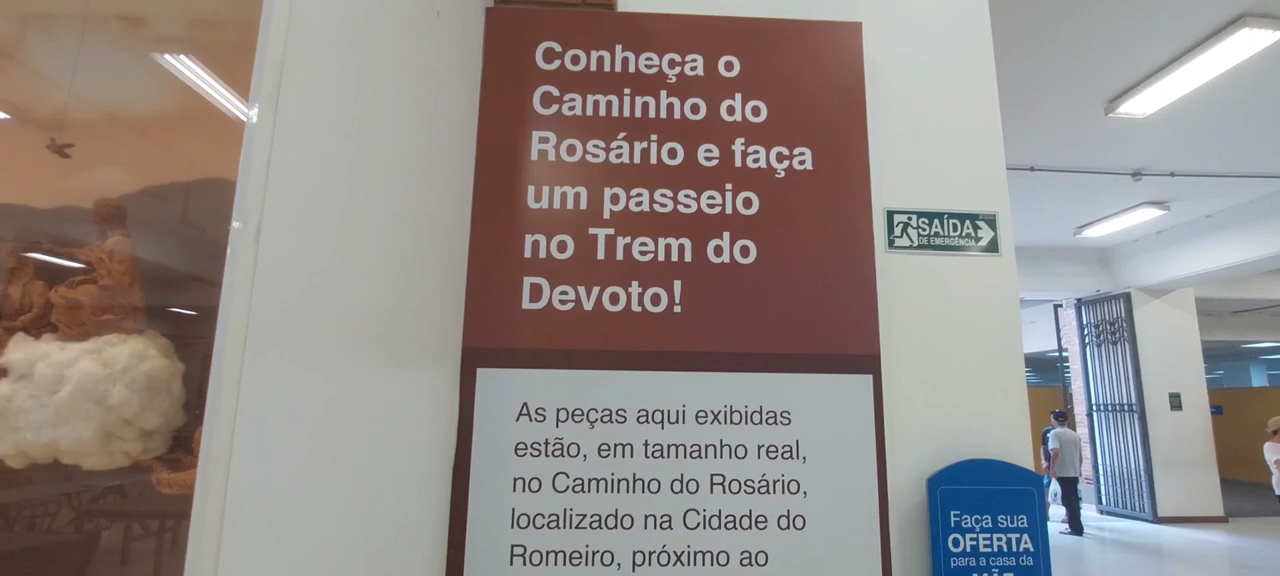 Conheça o
Caminho do
Rosário e faça
um passeio
no Trem do
Devoto!
As peças aqui exibidas
estão, em tamanho real,
no Caminho do Rosário,
localizado na Cidade do
Romeiro, próximo ao
SAÍDA
DE EMERGÊNCIA
Faça sua
OFERTA
para a casa da
MÃE